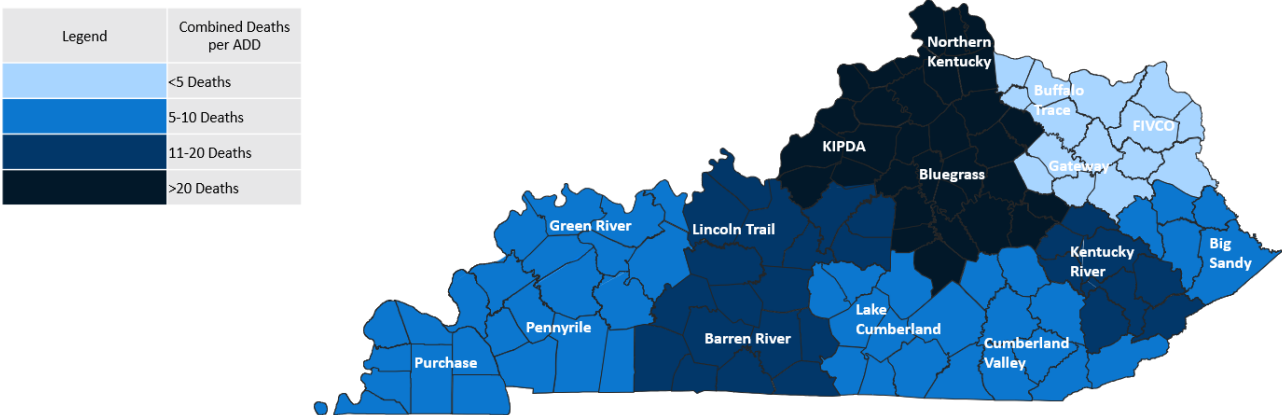 Legend
Combined Deaths
per ADD
<5 Deaths
5-10 Deaths
11-20 Deaths
>20 Deaths
Northern
Kentucky
Buffalo
Trace
FIVCO
KIPDA
Gateway
Bluegrass
Green River
Lincoln Trail
Kentucky
River
Big
Sandy
Lake
Cumberland
Pennyrile
Barren River
Cumberland
Valley
Purchase